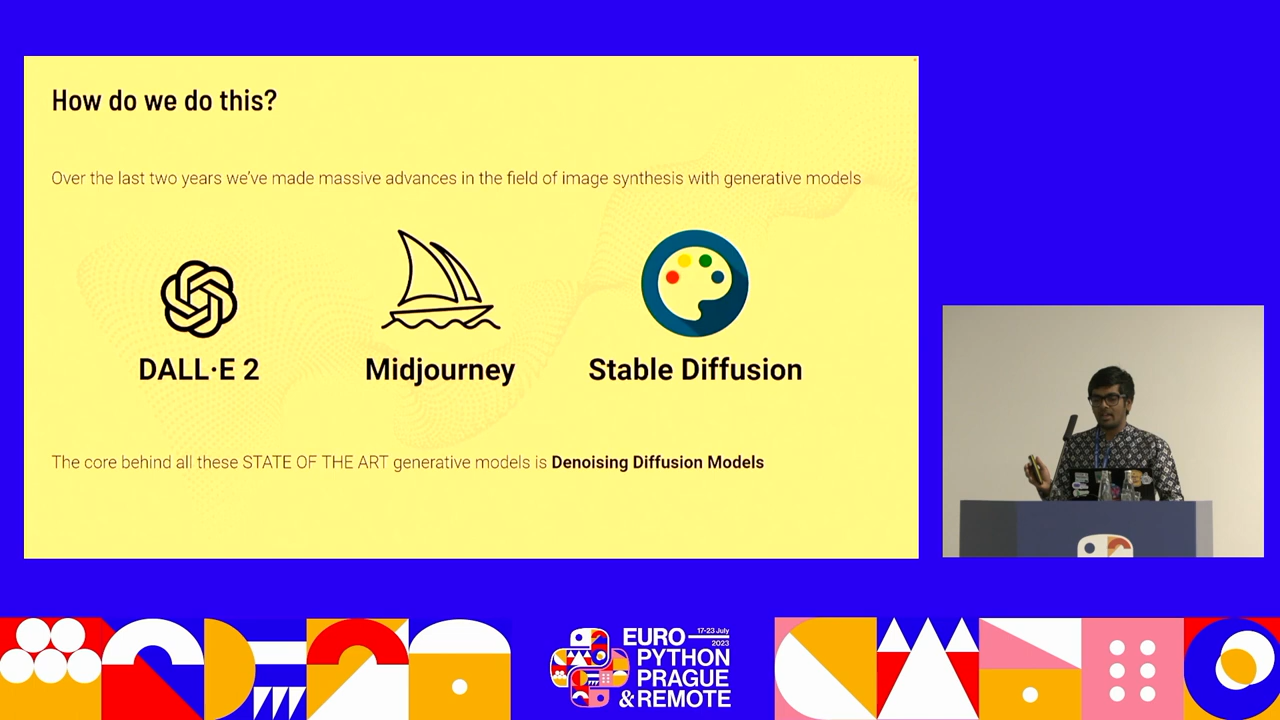 How do we do this?
Over the last two years we've made massive advances in the field of image synthesis with generative models
DALL·E 2
Midjourney
Stable Diffusion
The core behind all these STATE OF THE ART generative models is Denoising Diffusion Models
EURO
17-23 July
2023
PYTHON
PRAGUE
& REMOTE